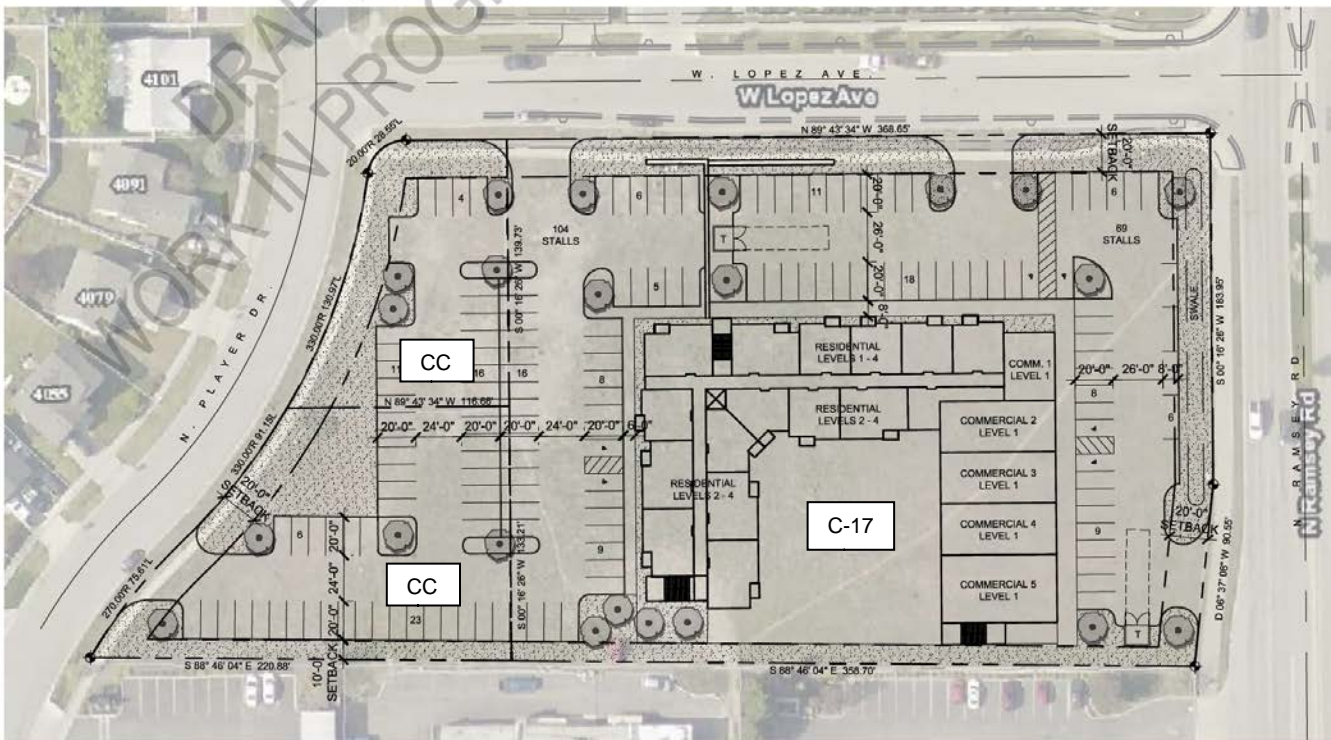 DRAF
WORK IN PROG
4101
W. LOPEZ AVE.
W Lopez Ave
N 89° 43' 34" W 368.65'
20.00'R 28.55'L
20'-0"
SETBACK
4091
4
6
11
6
20'-0"
104
STALLS
T
26'-0"
69
STALLS
S 00° 16' 26" W 139.73'
4079
330.00'R 130.97'L
5
18
20'-0"
8'-0"
SWALE
S 00° 16' 26" W 183.95'
N. PLAYER DR.
CC
11
16
16
8
RESIDENTIAL
LEVELS 1 - 4
COMM. 1
LEVEL 1
20'-0"
26'-0"
8'-0"
8
6
N 89° 43' 34" W 116.66'
RESIDENTIAL
LEVELS 2 - 4
COMMERCIAL 2
LEVEL 1
N RAMSEY RD
N Ramsey Rd
20'-0"
24'-0"
20'-0"
20'-0"
24'-0"
20'-0"
6'-0"
330.00'R 91.15'L
20'-0"
SETBACK
RESIDENTIAL
LEVELS 2 - 4
COMMERCIAL 3
LEVEL 1
C-17
20'-0"
SETBACK
COMMERCIAL 4
LEVEL 1
6
20'-0"
S 00° 16' 26" W 133.21'
9
9
D 06° 37' 08" W 90.55'
270.00'R 75.61'L
24'-0"
CC
COMMERCIAL 5
LEVEL 1
23
20'-0"
T
S 88° 46' 04" E 220.88'
10'-0"
SETBACK
S 88° 46' 04" E 358.70'